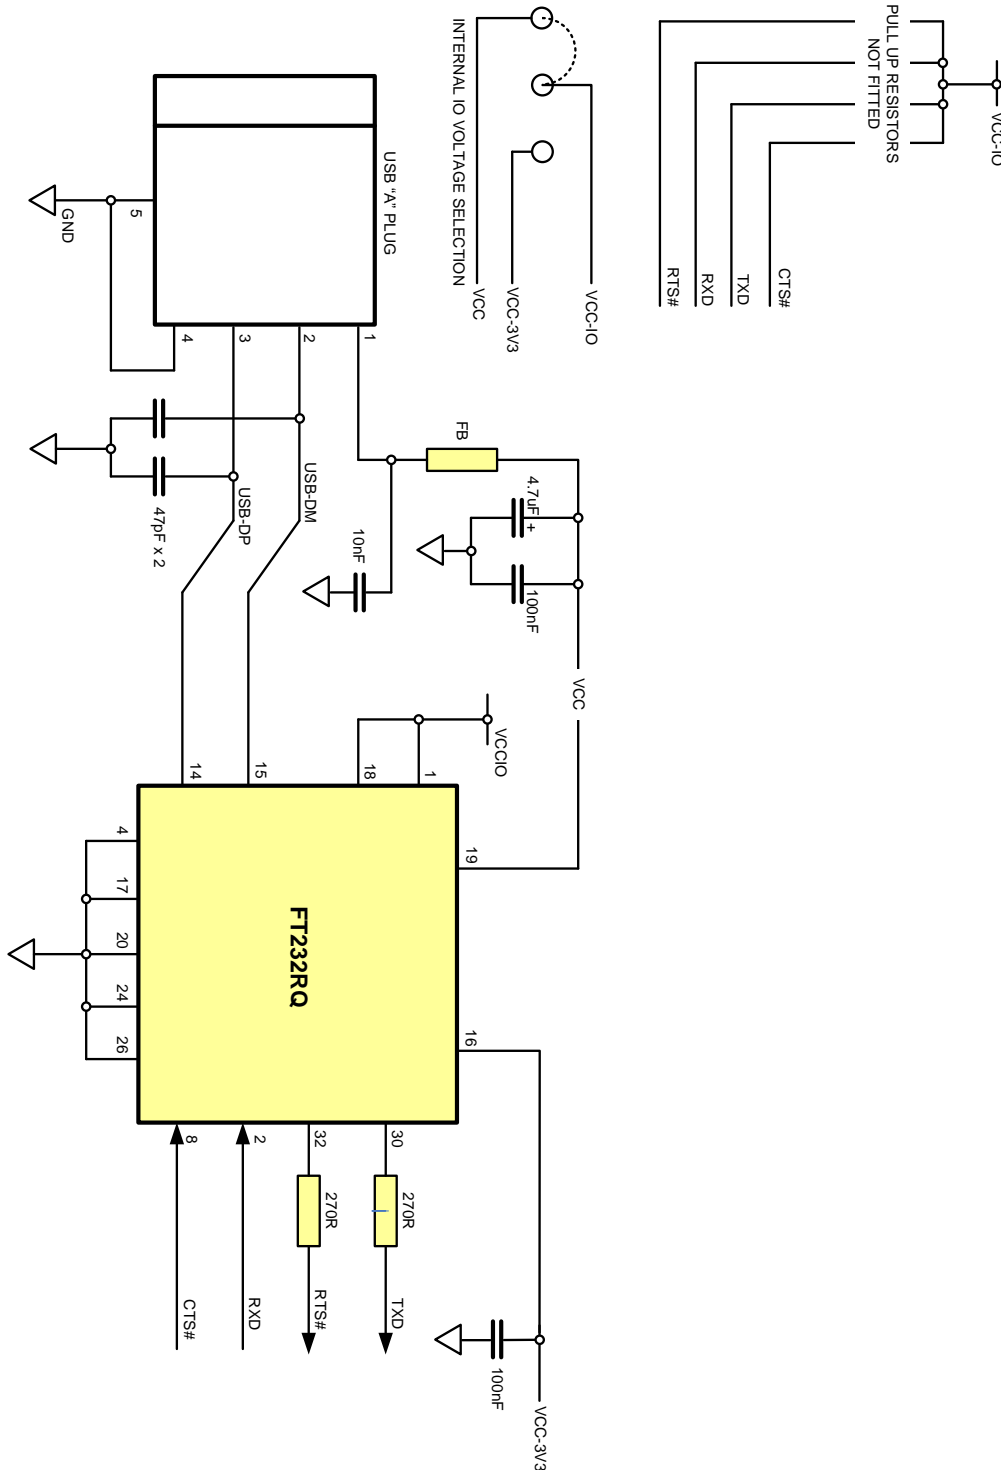 VCC-IO
PULL UP RESISTORS
NOT FITTED
CTS#
TXD
RXD
RTS#
VCC-IO
VCC-3V3
VCC
INTERNAL IO VOLTAGE SELECTION
USB "A" PLUG
GND
5
1
2
3
4
FB
4.7uF +
100nF
10nF
USB-DM
USB-DP
47pF x 2
VCC
VCCIO
1
18
15
14
19
16
FT232RQ
4
17
20
24
26
30
32
2
8
270R
270R
TXD
RTS#
RXD
CTS#
100nF
VCC-3V3